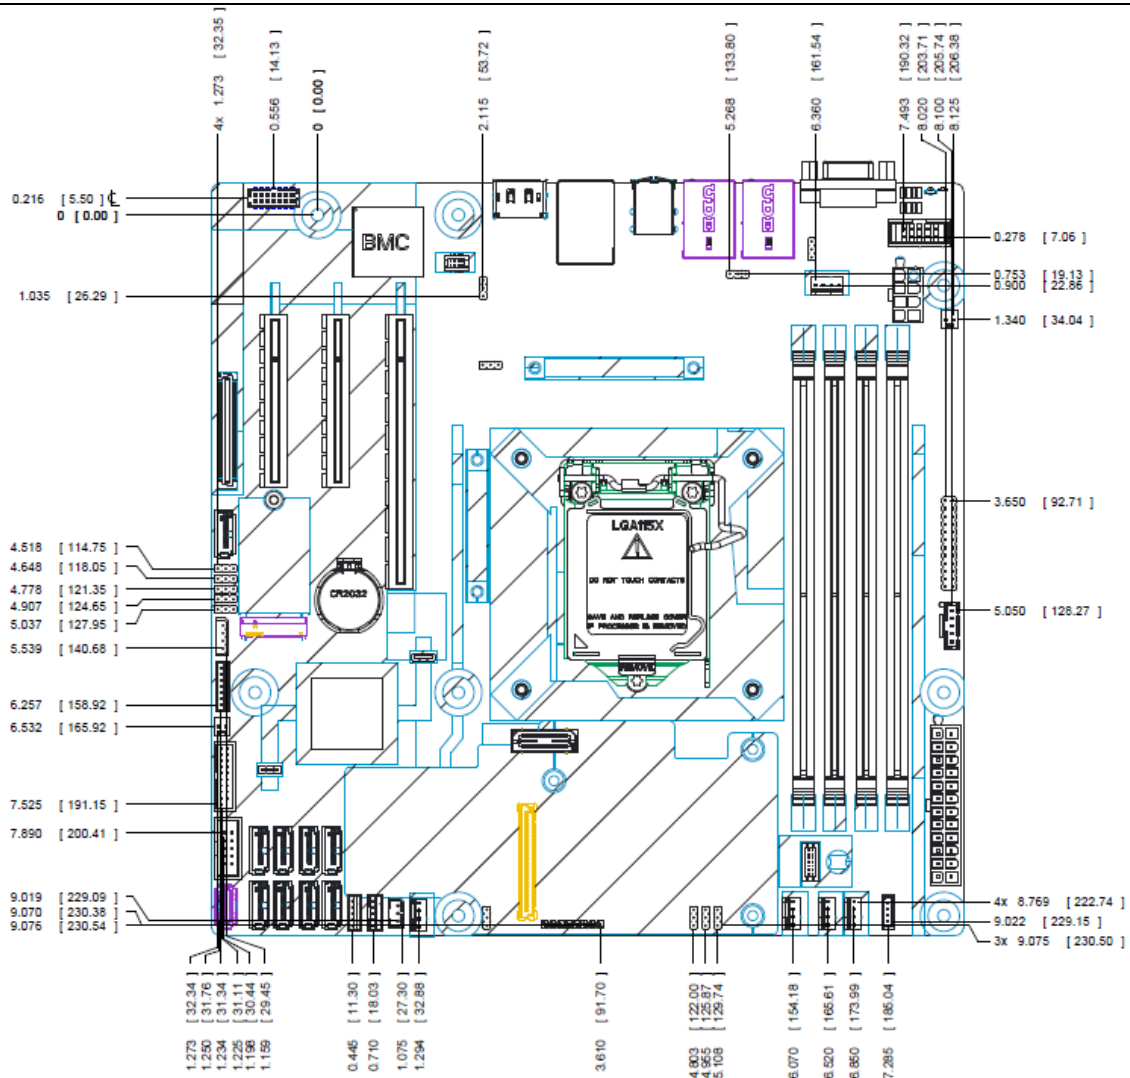 4x 1.273 [ 32.35 ]
0.556 [ 14.13 ]
0 [ 0.00 ]
2.115 [ 53.72 ]
5.268 [ 133.80 ]
6.360 [ 161.54 ]
7.493 [ 190.32 ]
8.020 [ 203.71 ]
8.100 [ 205.74 ]
8.125 [ 206.38 ]
0.216 [ 5.50 ] ℄
0 [ 0.00 ]
1.035 [ 26.29 ]
BMC
0.278 [ 7.06 ]
0.753 [ 19.13 ]
0.900 [ 22.86 ]
1.340 [ 34.04 ]
3.650 [ 92.71 ]
5.050 [ 128.27 ]
LGA115X
DO NOT TOUCH CONTACTS
SAVE AND REPLACE COVER
IF PROCESSOR IS REMOVED
REMOVE
CR2032
4.518 [ 114.75 ]
4.648 [ 118.05 ]
4.778 [ 121.35 ]
4.907 [ 124.65 ]
5.037 [ 127.95 ]
5.539 [ 140.68 ]
6.257 [ 158.92 ]
6.532 [ 165.92 ]
7.525 [ 191.15 ]
7.890 [ 200.41 ]
9.019 [ 229.09 ]
9.070 [ 230.38 ]
9.076 [ 230.54 ]
4x 8.769 [ 222.74 ]
9.022 [ 229.15 ]
3x 9.075 [ 230.50 ]
1.273 [ 32.34 ]
1.250 [ 31.76 ]
1.234 [ 31.34 ]
1.225 [ 31.11 ]
1.198 [ 30.44 ]
1.159 [ 29.45 ]
0.445 [ 11.30 ]
0.710 [ 18.03 ]
1.075 [ 27.30 ]
1.294 [ 32.88 ]
3.610 [ 91.70 ]
4.803 [ 122.00 ]
4.955 [ 125.87 ]
5.108 [ 129.74 ]
6.070 [ 154.18 ]
6.520 [ 165.61 ]
6.850 [ 173.99 ]
7.285 [ 185.04 ]